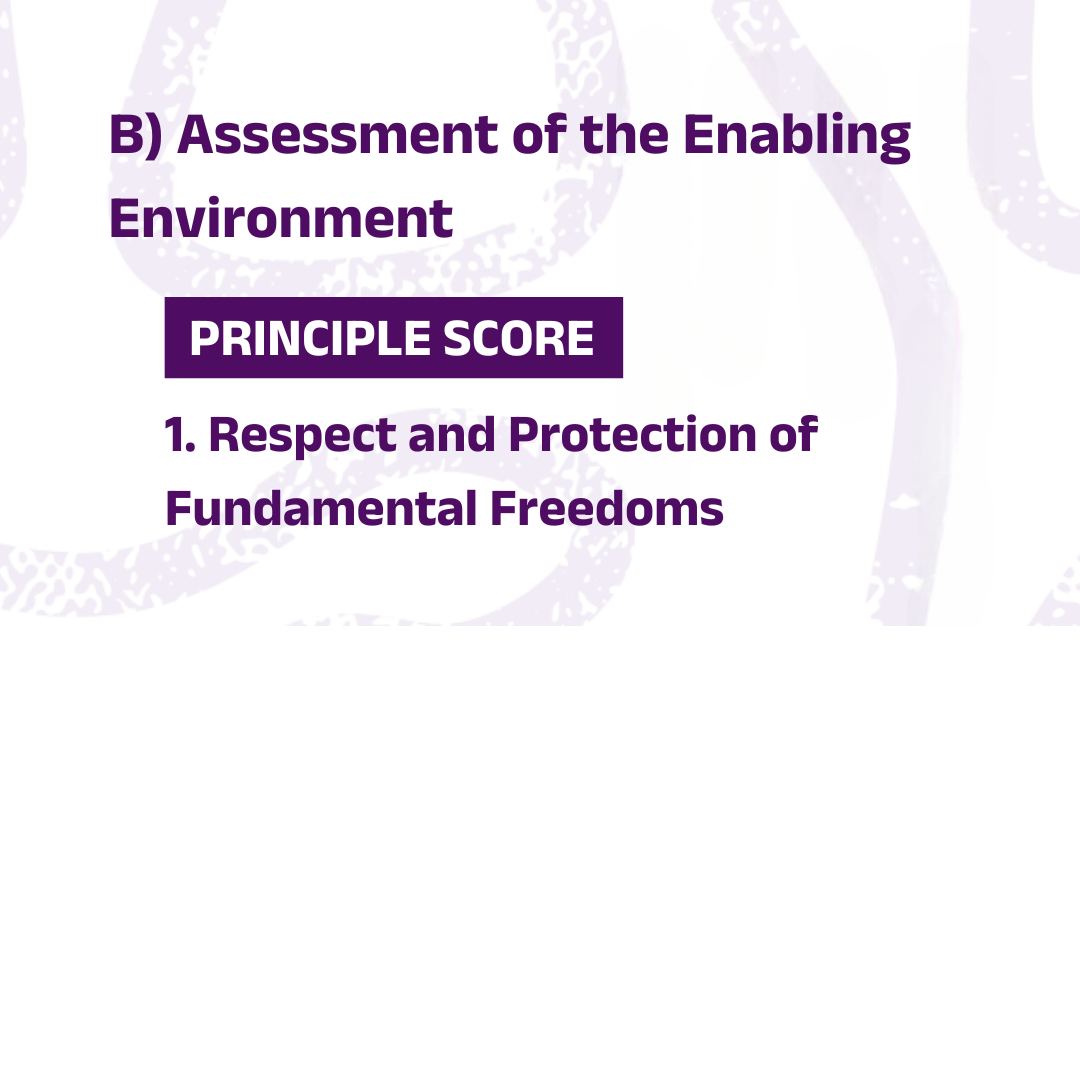 B) Assessment of the Enabling
Environment
PRINCIPLE SCORE
1. Respect and Protection of
Fundamental Freedoms